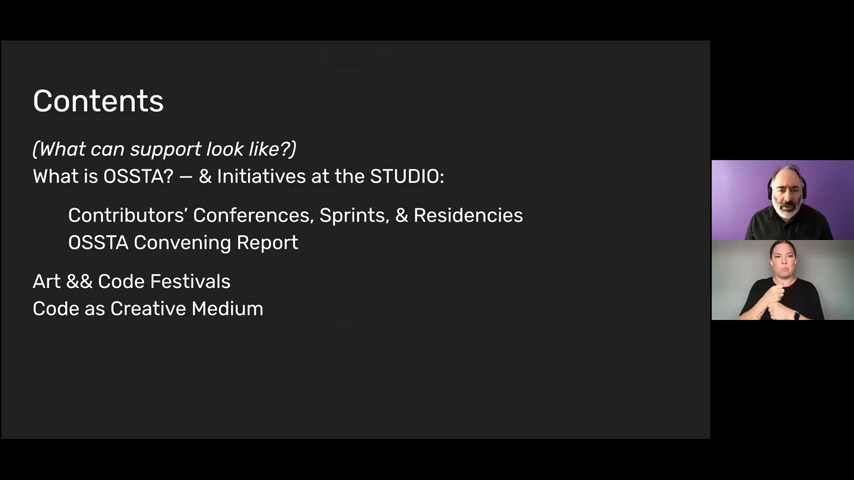 Contents
(What can support look like?)
What is OSSTA? — & Initiatives at the STUDIO:
Contributors’ Conferences, Sprints, & Residencies
OSSTA Convening Report
Art && Code Festivals
Code as Creative Medium